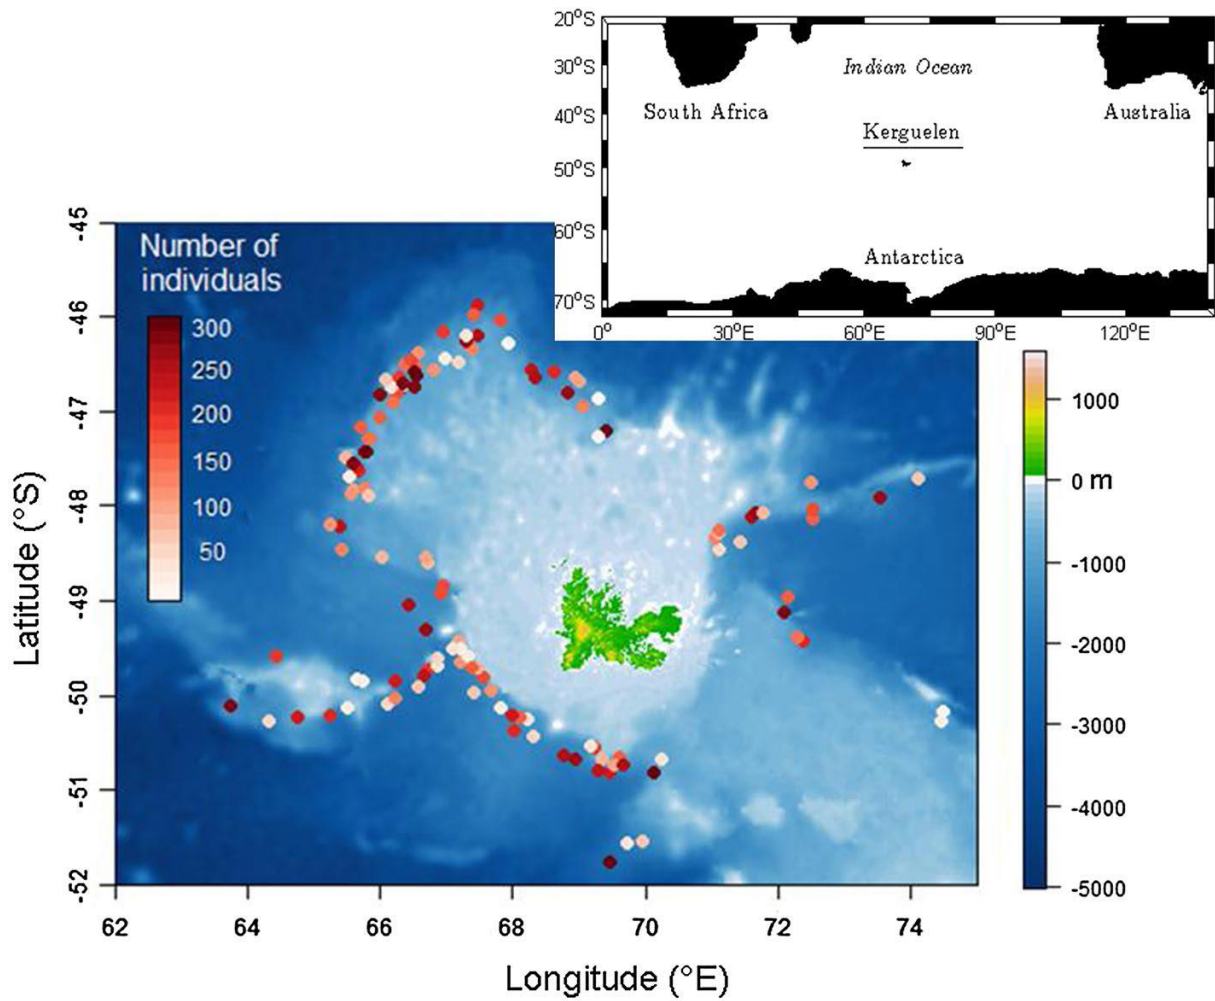 20°S
30°S
40°S
50°S
60°S
70°S
Indian Ocean
South Africa
Australia
Kerguelen
Antarctica
0°
30°E
60°E
90°E
120°E
Number of
individuals
300
250
200
150
100
50
-45
-46
-47
-48
-49
-50
-51
-52
Latitude (°S)
62
64
66
68
70
72
74
Longitude (°E)
1000
0 m
-1000
-2000
-3000
-4000
-5000